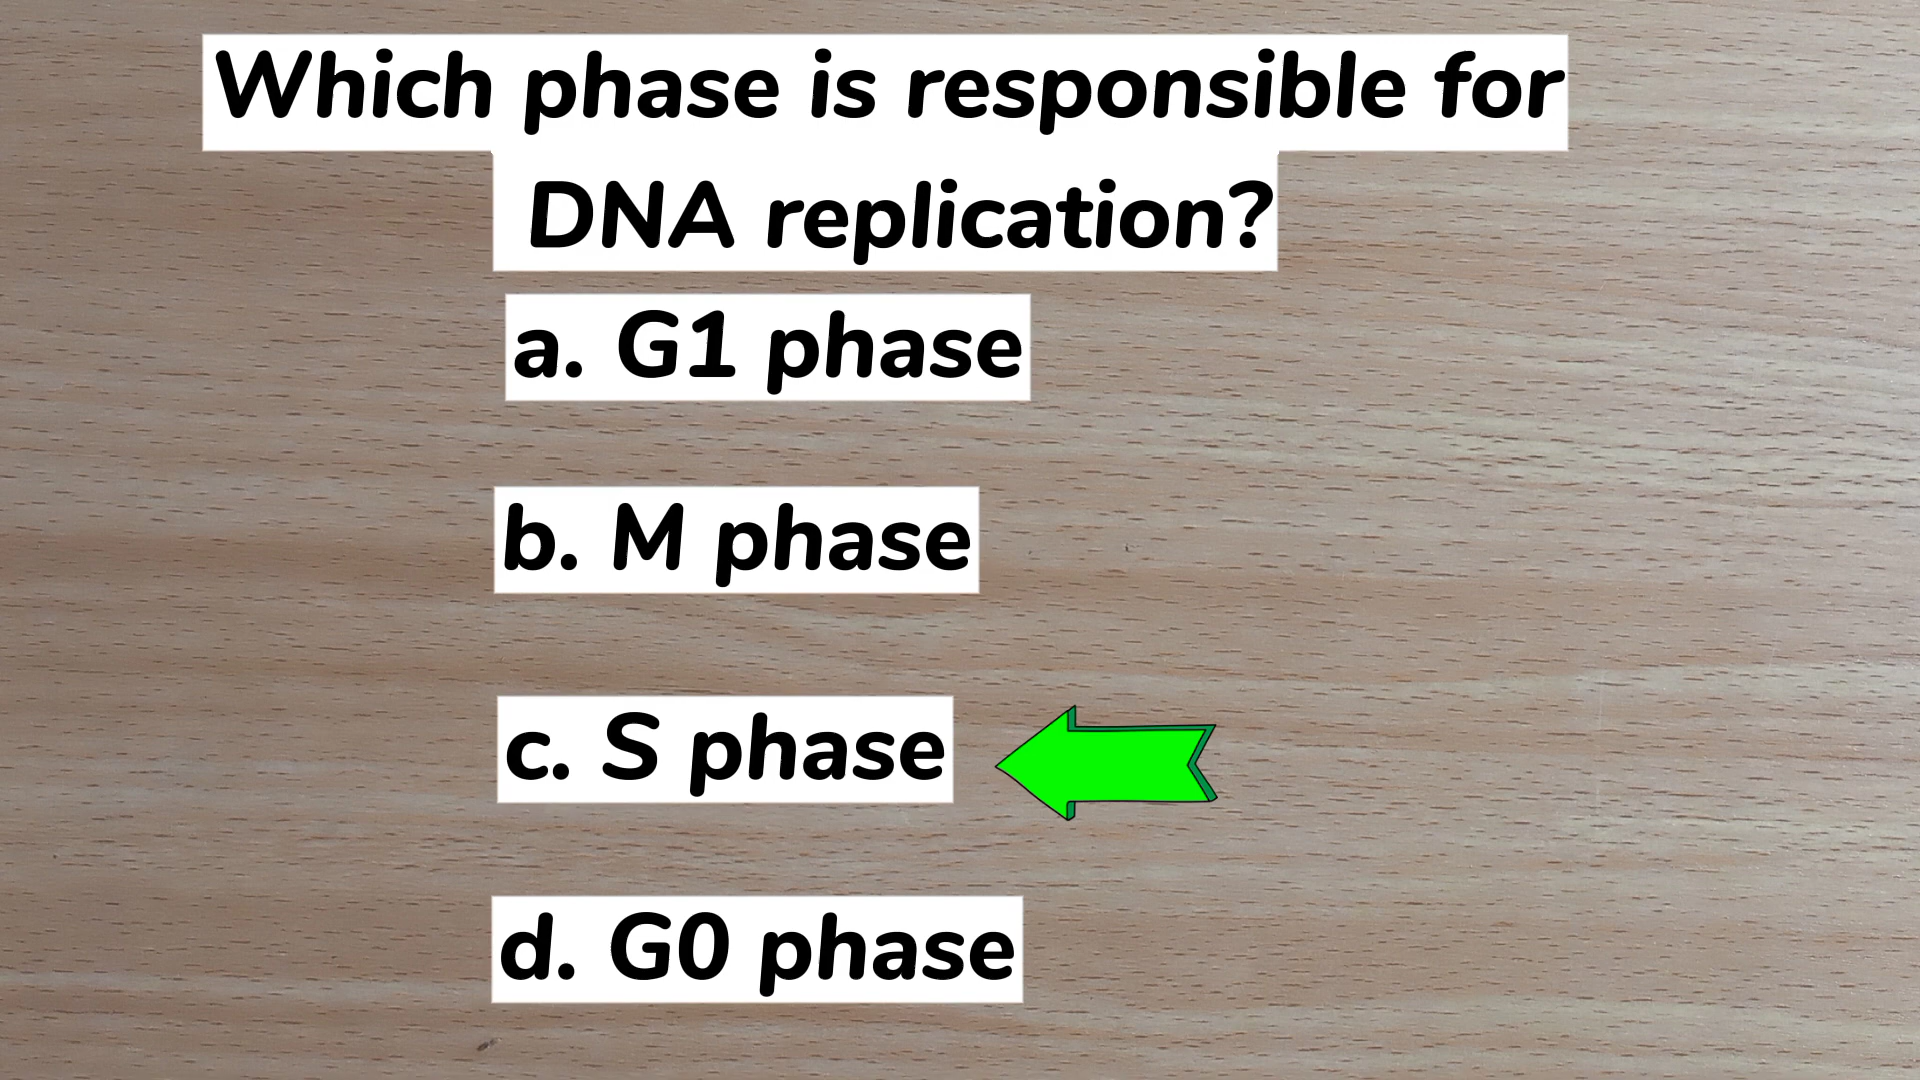 Which phase is responsible for
DNA replication?
a. G1 phase
b. M phase
c. S phase
d. G0 phase